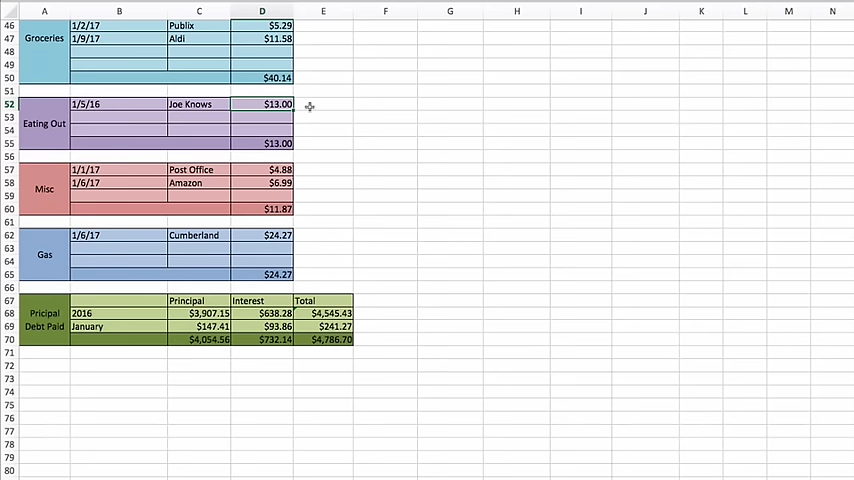 A B C D E F G H I J K L M N
46 1/2/17 Publix $5.29
47 Groceries 1/9/17 Aldi $11.58
48
49
50 $40.14
51
52 1/5/16 Joe Knows $13.00
53
Eating Out
54
55 $13.00
56
57 1/1/17 Post Office $4.88
58 Misc 1/6/17 Amazon $6.99
59
60 $11.87
61
62 1/6/17 Cumberland $24.27
63
Gas
64
65 $24.27
66
67 Principal Interest Total
68 Pricipal 2016 $3,907.15 $638.28 $4,545.43
69 Debt Paid January $147.41 $93.86 $241.27
70 $4,054.56 $732.14 $4,786.70
71
72
73
74
75
76
77
78
79
80